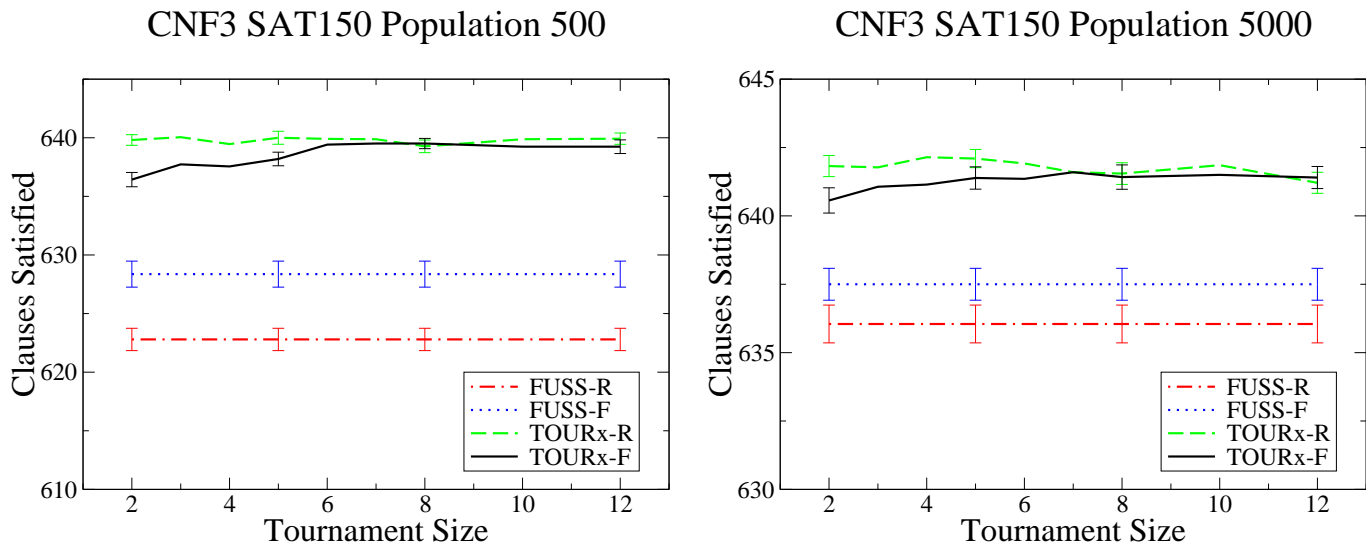 CNF3 SAT150 Population 500
Clauses Satisfied
640
630
620
610
2 4 6 8 10 12
Tournament Size
FUSS-R
FUSS-F
TOURx-R
TOURx-F
CNF3 SAT150 Population 5000
Clauses Satisfied
645
640
635
630
2 4 6 8 10 12
Tournament Size
FUSS-R
FUSS-F
TOURx-R
TOURx-F